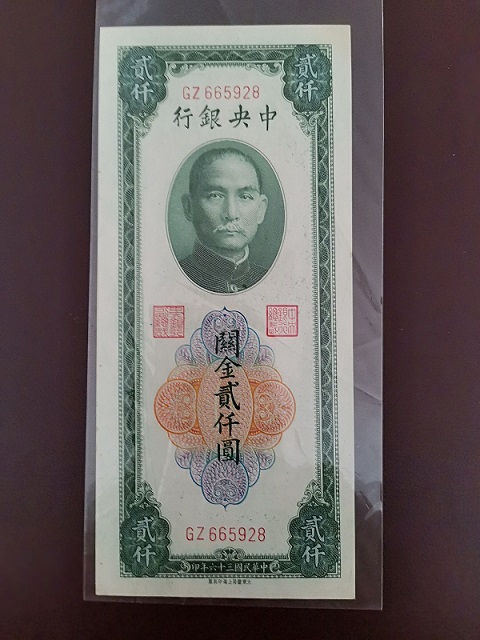 貳仟 貳仟
GZ 665928
行銀央中
關金貳仟圓
GZ 665928
貳仟 貳仟
印年六十三國民華中